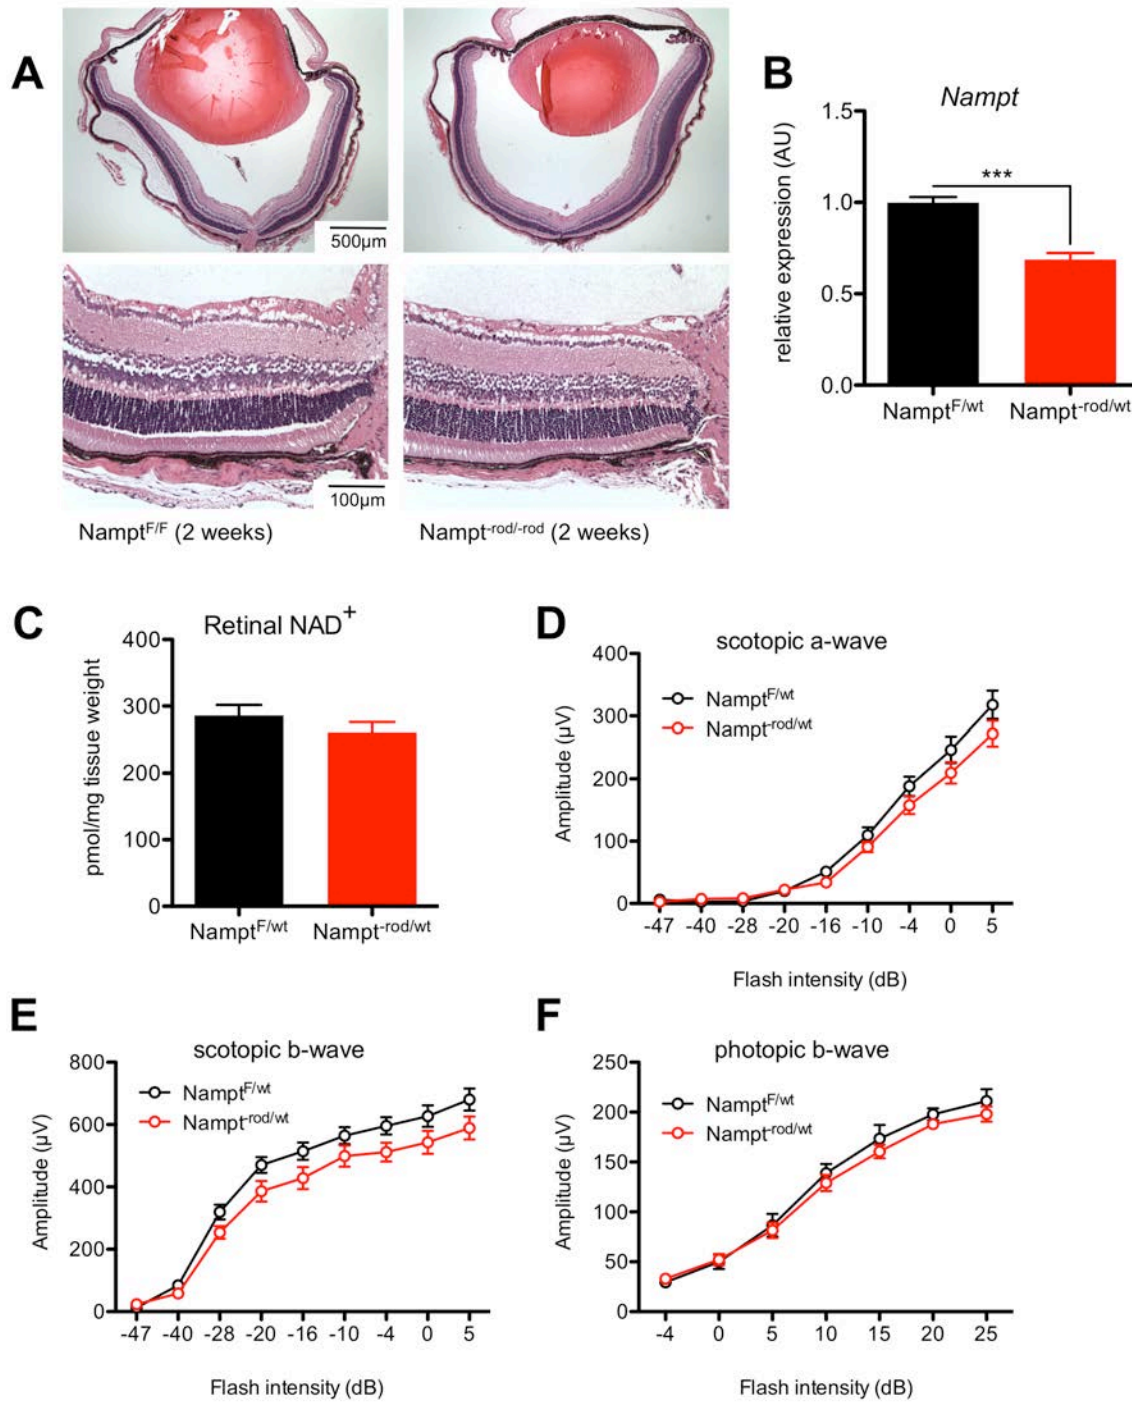 A
500µm
100µm
Nampt^F/F (2 weeks)
Nampt^-rod/-rod (2 weeks)
B
Nampt
relative expression (AU)
1.5
1.0
0.5
0.0
***
Nampt^F/wt
Nampt^-rod/wt
C
Retinal NAD^+
pmol/mg tissue weight
400
300
200
100
0
Nampt^F/wt
Nampt^-rod/wt
D
scotopic a-wave
Nampt^F/wt
Nampt^-rod/wt
Amplitude (µV)
400
300
200
100
0
-47 -40 -28 -20 -16 -10 -4 0 5
Flash intensity (dB)
E
scotopic b-wave
Nampt^F/wt
Nampt^-rod/wt
Amplitude (µV)
800
600
400
200
0
-47 -40 -28 -20 -16 -10 -4 0 5
Flash intensity (dB)
F
photopic b-wave
Nampt^F/wt
Nampt^-rod/wt
Amplitude (µV)
250
200
150
100
50
0
-4 0 5 10 15 20 25
Flash intensity (dB)